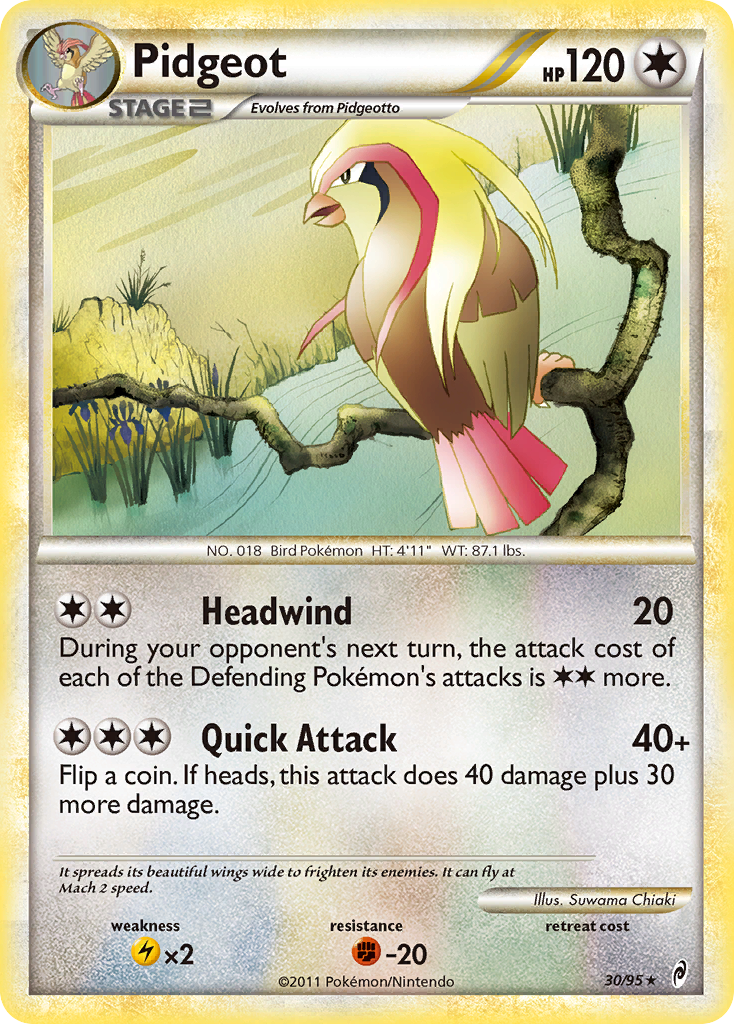 Pidgeot HP 120
STAGE 2 Evolves from Pidgeotto
NO. 018 Bird Pokémon HT: 4'11" WT: 87.1 lbs.
Headwind 20
During your opponent's next turn, the attack cost of
each of the Defending Pokémon's attacks is more.
Quick Attack 40+
Flip a coin. If heads, this attack does 40 damage plus 30
more damage.
It spreads its beautiful wings wide to frighten its enemies. It can fly at
Mach 2 speed.
Illus. Suwama Chiaki
weakness resistance retreat cost
×2 -20
©2011 Pokémon/Nintendo 30/95 ★